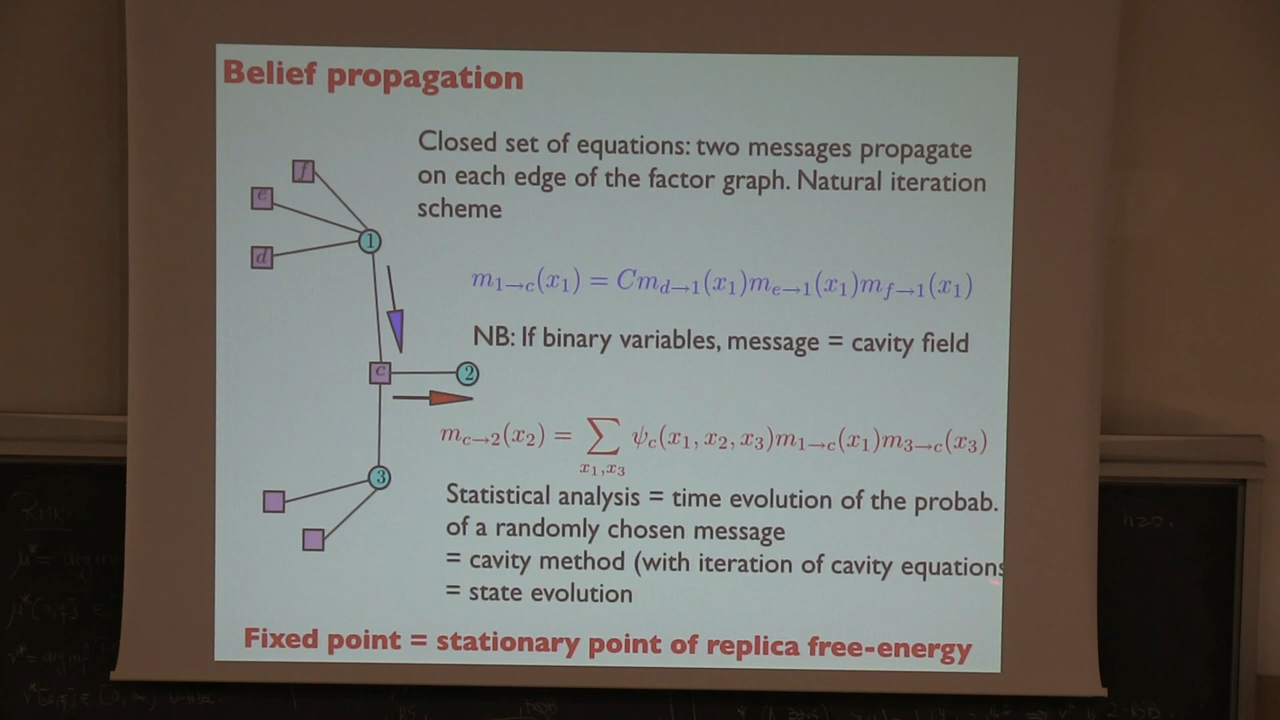 Belief propagation
Closed set of equations: two messages propagate
on each edge of the factor graph. Natural iteration
scheme
f
e
d
1
m_{1→c}(x_1) = Cm_{d→1}(x_1)m_{e→1}(x_1)m_{f→1}(x_1)
NB: If binary variables, message = cavity field
c
2
m_{c→2}(x_2) = \sum_{x_1,x_3} ψ_c(x_1, x_2, x_3)m_{1→c}(x_1)m_{3→c}(x_3)
3
Statistical analysis = time evolution of the probab.
of a randomly chosen message
= cavity method (with iteration of cavity equations
= state evolution
Fixed point = stationary point of replica free-energy